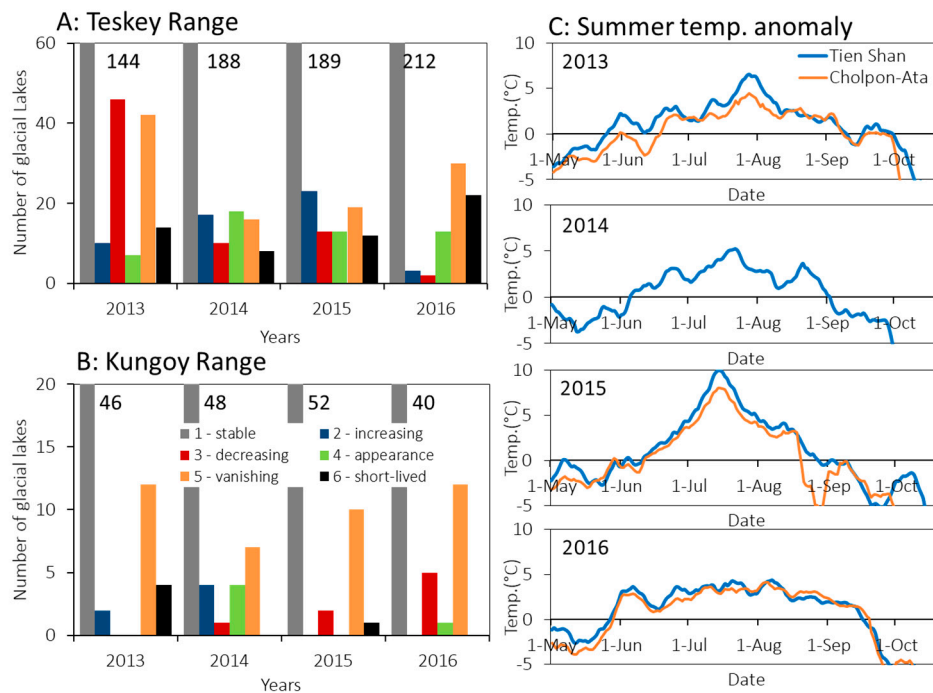 A: Teskey Range
Number of glacial Lakes
60
40
20
0
144
188
189
212
2013
2014
2015
2016
Years
B: Kungoy Range
Number of glacial lakes
20
15
10
5
0
46
48
52
40
1 - stable
2 - increasing
3 - decreasing
4 - appearance
5 - vanishing
6 - short-lived
2013
2014
2015
2016
Years
C: Summer temp. anomaly
Temp.(°C)
10
5
0
-5
2013
Tien Shan
Cholpon-Ata
1-May
1-Jun
1-Jul
1-Aug
1-Sep
1-Oct
Date
Temp.(°C)
10
5
0
-5
2014
1-May
1-Jun
1-Jul
1-Aug
1-Sep
1-Oct
Date
Temp.(°C)
10
5
0
-5
2015
1-May
1-Jun
1-Jul
1-Aug
1-Sep
1-Oct
Date
Temp.(°C)
10
5
0
-5
2016
1-May
1-Jun
1-Jul
1-Aug
1-Sep
1-Oct
Date